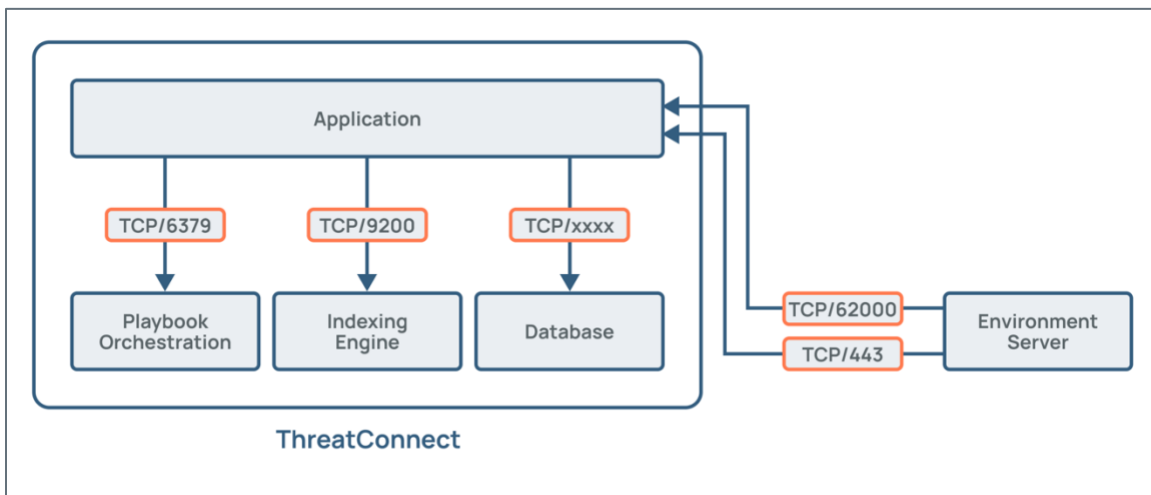 Application
TCP/6379
TCP/9200
TCP/xxxx
Playbook
Orchestration
Indexing
Engine
Database
TCP/62000
TCP/443
Environment
Server
ThreatConnect